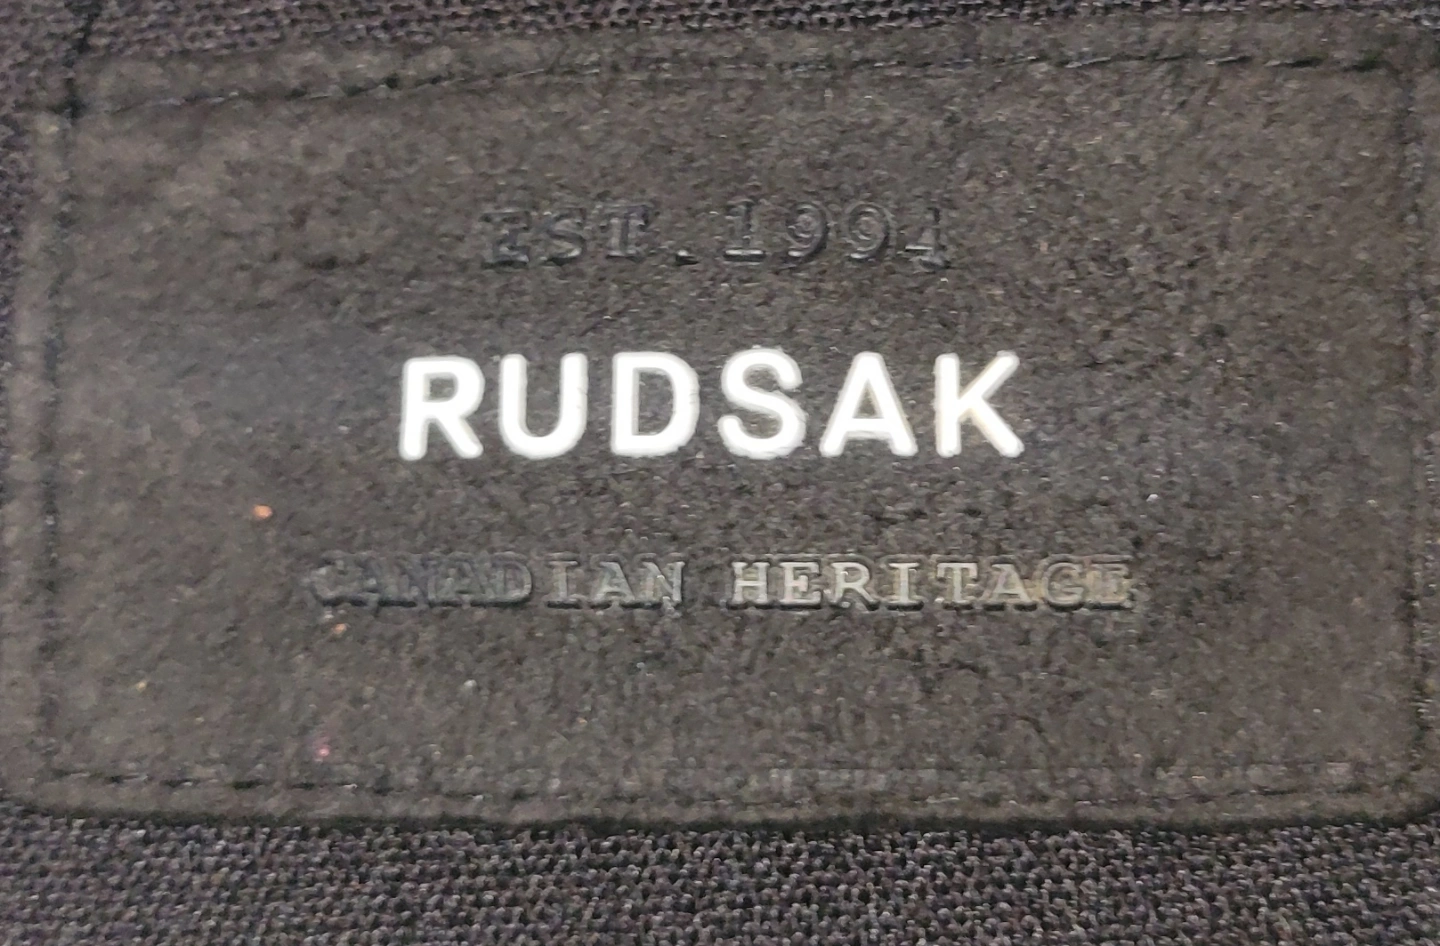 EST. 1994
RUDSAK
CANADIAN HERITAGE